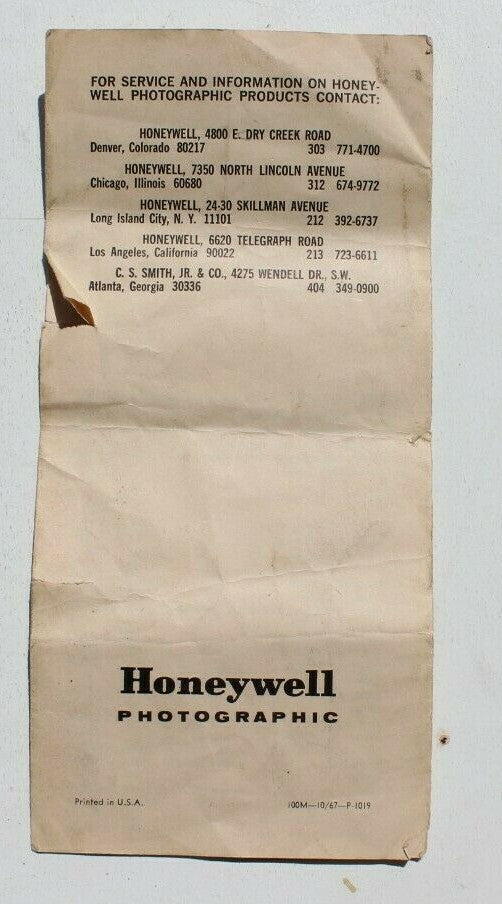 FOR SERVICE AND INFORMATION ON HONEY-
WELL PHOTOGRAPHIC PRODUCTS CONTACT:
HONEYWELL, 4800 E. DRY CREEK ROAD
Denver, Colorado 80217 303 771-4700
HONEYWELL, 7350 NORTH LINCOLN AVENUE
Chicago, Illinois 60680 312 674-9772
HONEYWELL, 24-30 SKILLMAN AVENUE
Long Island City, N. Y. 11101 212 392-6737
HONEYWELL, 6620 TELEGRAPH ROAD
Los Angeles, California 90022 213 723-6611
C. S. SMITH, JR. & CO., 4275 WENDELL DR., S.W.
Atlanta, Georgia 30336 404 349-0900
Honeywell
PHOTOGRAPHIC
Printed in U.S.A. 100M—10/67—P-1019